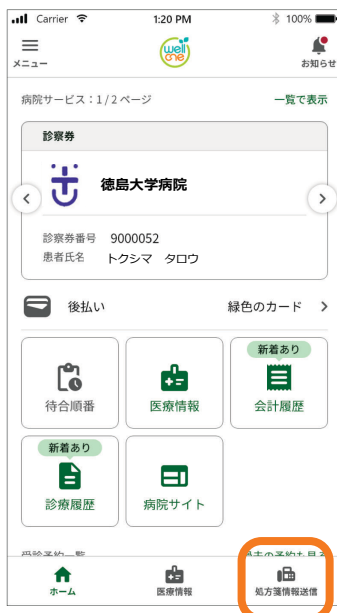 Carrier 1:20 PM 100%
メニュー well one お知らせ
病院サービス：1 / 2 ページ 一覧で表示
診察券
徳島大学病院
診察券番号 9000052
患者氏名 トクシマ タロウ
後払い 緑色のカード
新着あり
待合順番 医療情報 会計履歴
新着あり
診療履歴 病院サイト
受診予約一覧 過去の予約も見る
ホーム 医療情報 処方箋情報送信